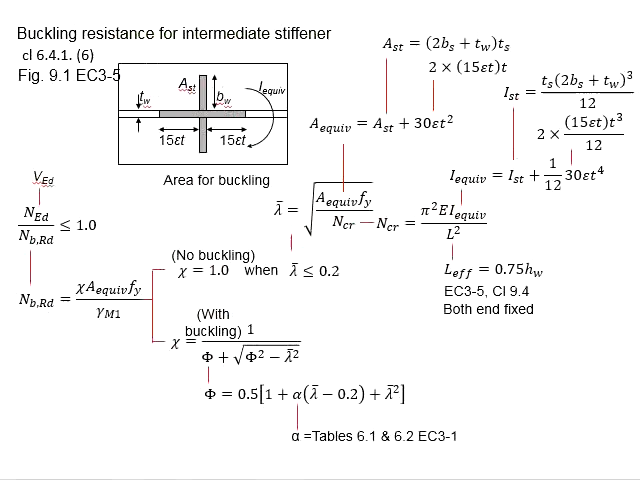 Buckling resistance for intermediate stiffener
cl 6.4.1. (6)
Fig. 9.1 EC3-5
A_st = (2b_s + t_w)t_s
2 × (15εt)t
I_st = t_s(2b_s + t_w)^3 / 12
2 × (15εt)t^3 / 12
t_w
A_st
b_w
I_equiv
15εt
15εt
Area for buckling
A_equiv = A_st + 30εt^2
I_equiv = I_st + 1/12 30εt^4
V_Ed
N_Ed / N_b,Rd ≤ 1.0
λ̄ = √(A_equiv f_y / N_cr)
N_cr = π^2EI_equiv / L^2
(No buckling)
χ = 1.0 when λ̄ ≤ 0.2
L_eff = 0.75h_w
EC3-5, Cl 9.4
Both end fixed
N_b,Rd = χA_equiv f_y / γ_M1
(With
buckling)
χ = 1 / Φ + √(Φ^2 − λ̄^2)
Φ = 0.5[1 + α(λ̄ − 0.2) + λ̄^2]
α =Tables 6.1 & 6.2 EC3-1